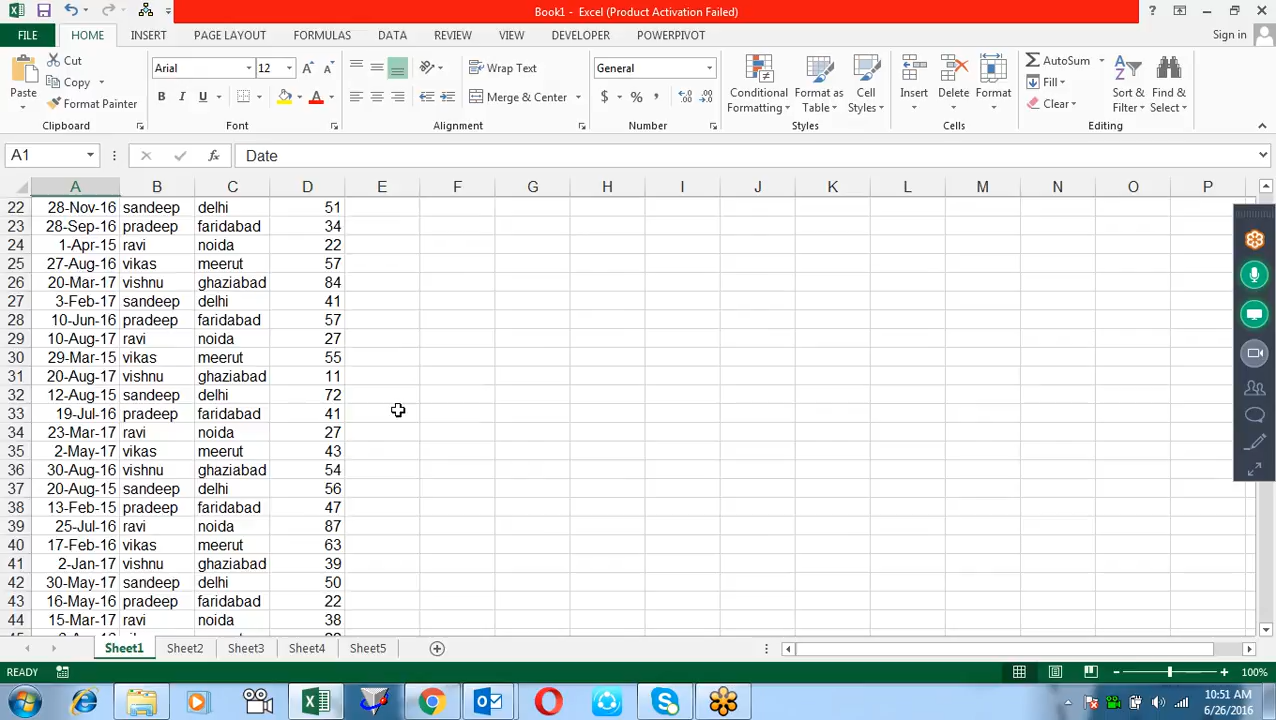 Book1 - Excel (Product Activation Failed)
FILE HOME INSERT PAGE LAYOUT FORMULAS DATA REVIEW VIEW DEVELOPER POWERPIVOT Sign in
Paste Cut Copy Format Painter Clipboard
Arial 12 B I U A Font
Wrap Text Merge & Center Alignment
General $ % , Number
Conditional Formatting Format as Table Cell Styles Styles
Insert Delete Format Cells
AutoSum Fill Clear Sort & Filter Find & Select Editing
A1 fx Date
A B C D E F G H I J K L M N O P
22 28-Nov-16 sandeep delhi 51
23 28-Sep-16 pradeep faridabad 34
24 1-Apr-15 ravi noida 22
25 27-Aug-16 vikas meerut 57
26 20-Mar-17 vishnu ghaziabad 84
27 3-Feb-17 sandeep delhi 41
28 10-Jun-16 pradeep faridabad 57
29 10-Aug-17 ravi noida 27
30 29-Mar-15 vikas meerut 55
31 20-Aug-17 vishnu ghaziabad 11
32 12-Aug-15 sandeep delhi 72
33 19-Jul-16 pradeep faridabad 41
34 23-Mar-17 ravi noida 27
35 2-May-17 vikas meerut 43
36 30-Aug-16 vishnu ghaziabad 54
37 20-Aug-15 sandeep delhi 56
38 13-Feb-15 pradeep faridabad 47
39 25-Jul-16 ravi noida 87
40 17-Feb-16 vikas meerut 63
41 2-Jan-17 vishnu ghaziabad 39
42 30-May-17 sandeep delhi 50
43 16-May-16 pradeep faridabad 22
44 15-Mar-17 ravi noida 38
Sheet1 Sheet2 Sheet3 Sheet4 Sheet5
READY 100%
10:51 AM
6/26/2016